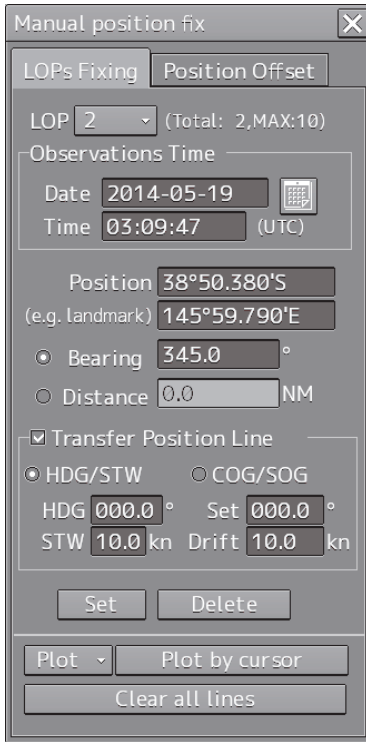 Manual position fix
LOPs Fixing Position Offset
LOP 2 (Total: 2,MAX:10)
Observations Time
Date 2014-05-19
Time 03:09:47 (UTC)
Position 38°50.380'S
(e.g. landmark) 145°59.790'E
Bearing 345.0 °
Distance 0.0 NM
Transfer Position Line
HDG/STW COG/SOG
HDG 000.0 ° Set 000.0 °
STW 10.0 kn Drift 10.0 kn
Set Delete
Plot Plot by cursor
Clear all lines